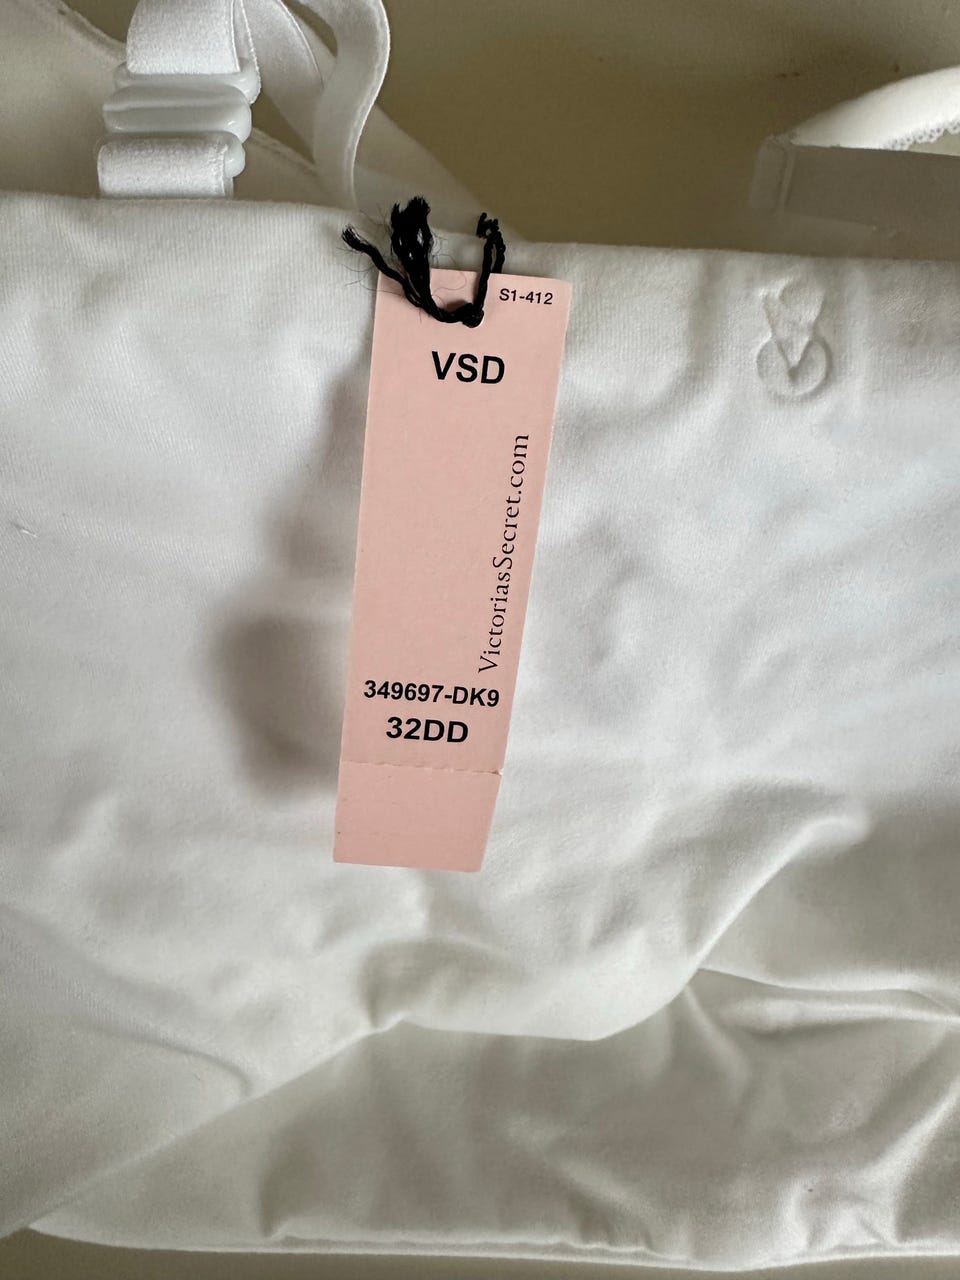 S1-412
VSD
VictoriasSecret.com
349697-DK9
32DD